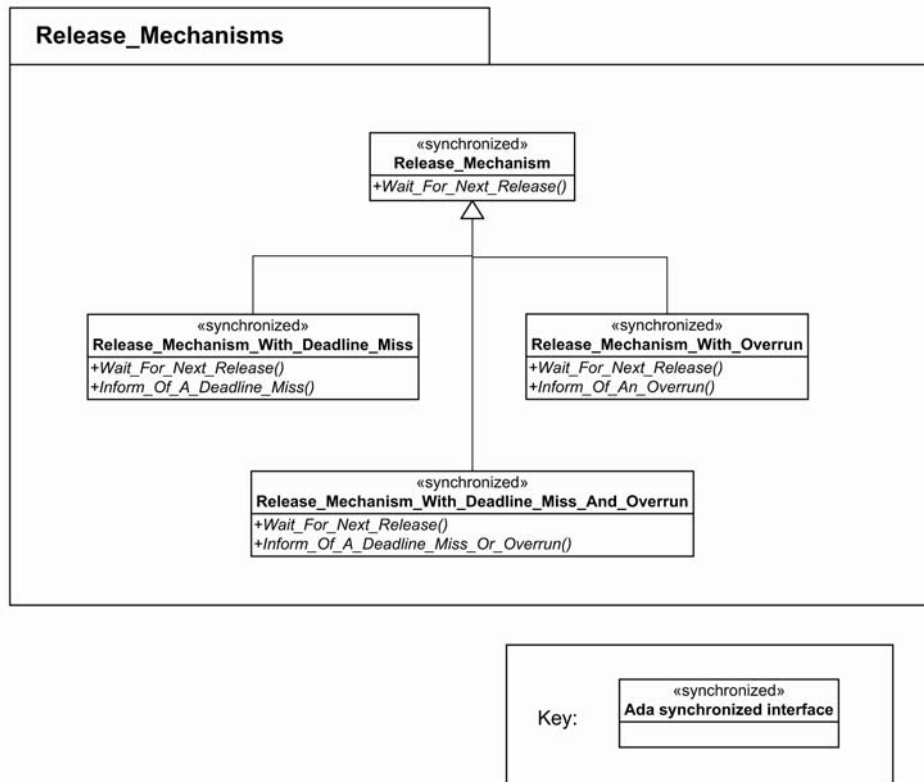 Release_Mechanisms
«synchronized»
Release_Mechanism
+Wait_For_Next_Release()
«synchronized»
Release_Mechanism_With_Deadline_Miss
+Wait_For_Next_Release()
+Inform_Of_A_Deadline_Miss()
«synchronized»
Release_Mechanism_With_Overrun
+Wait_For_Next_Release()
+Inform_Of_An_Overrun()
«synchronized»
Release_Mechanism_With_Deadline_Miss_And_Overrun
+Wait_For_Next_Release()
+Inform_Of_A_Deadline_Miss_Or_Overrun()
Key:
«synchronized»
Ada synchronized interface